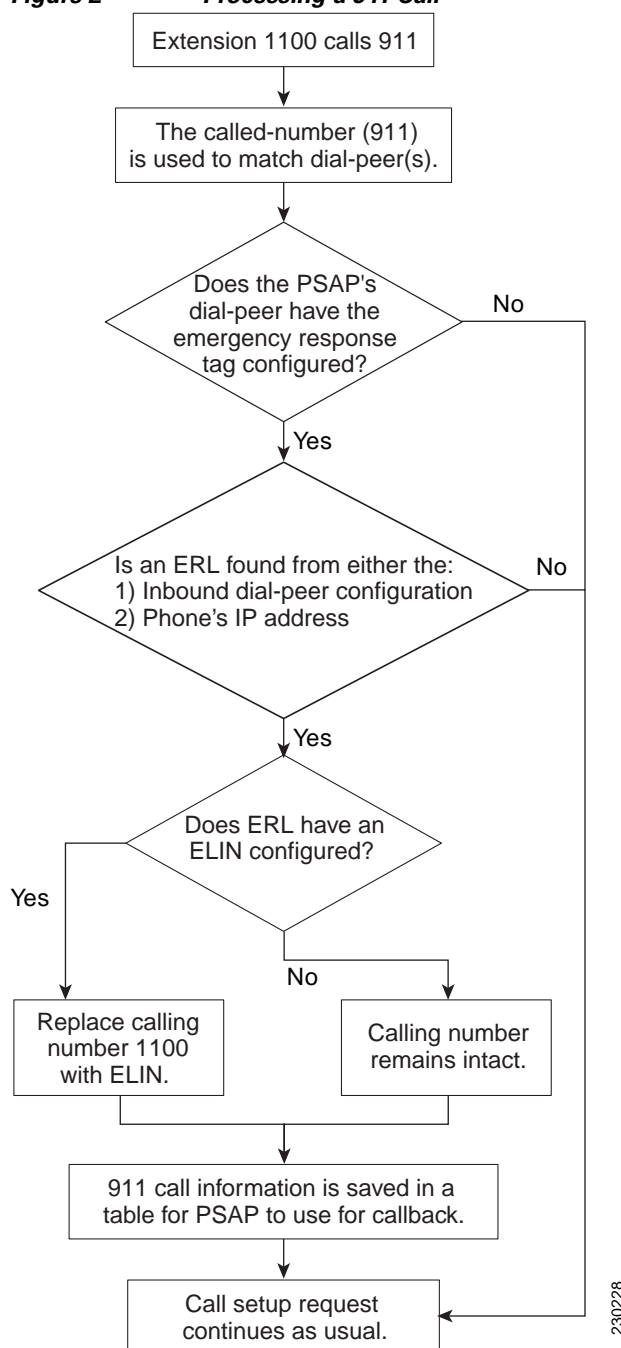 Figure 2 Processing a 911 Call
Extension 1100 calls 911
The called-number (911)
is used to match dial-peer(s).
Does the PSAP's
dial-peer have the
emergency response
tag configured?
No
Yes
Is an ERL found from either the:
1) Inbound dial-peer configuration
2) Phone's IP address
No
Yes
Does ERL have an
ELIN configured?
Yes
No
Replace calling
number 1100
with ELIN.
Calling number
remains intact.
911 call information is saved in a
table for PSAP to use for callback.
Call setup request
continues as usual.
230228